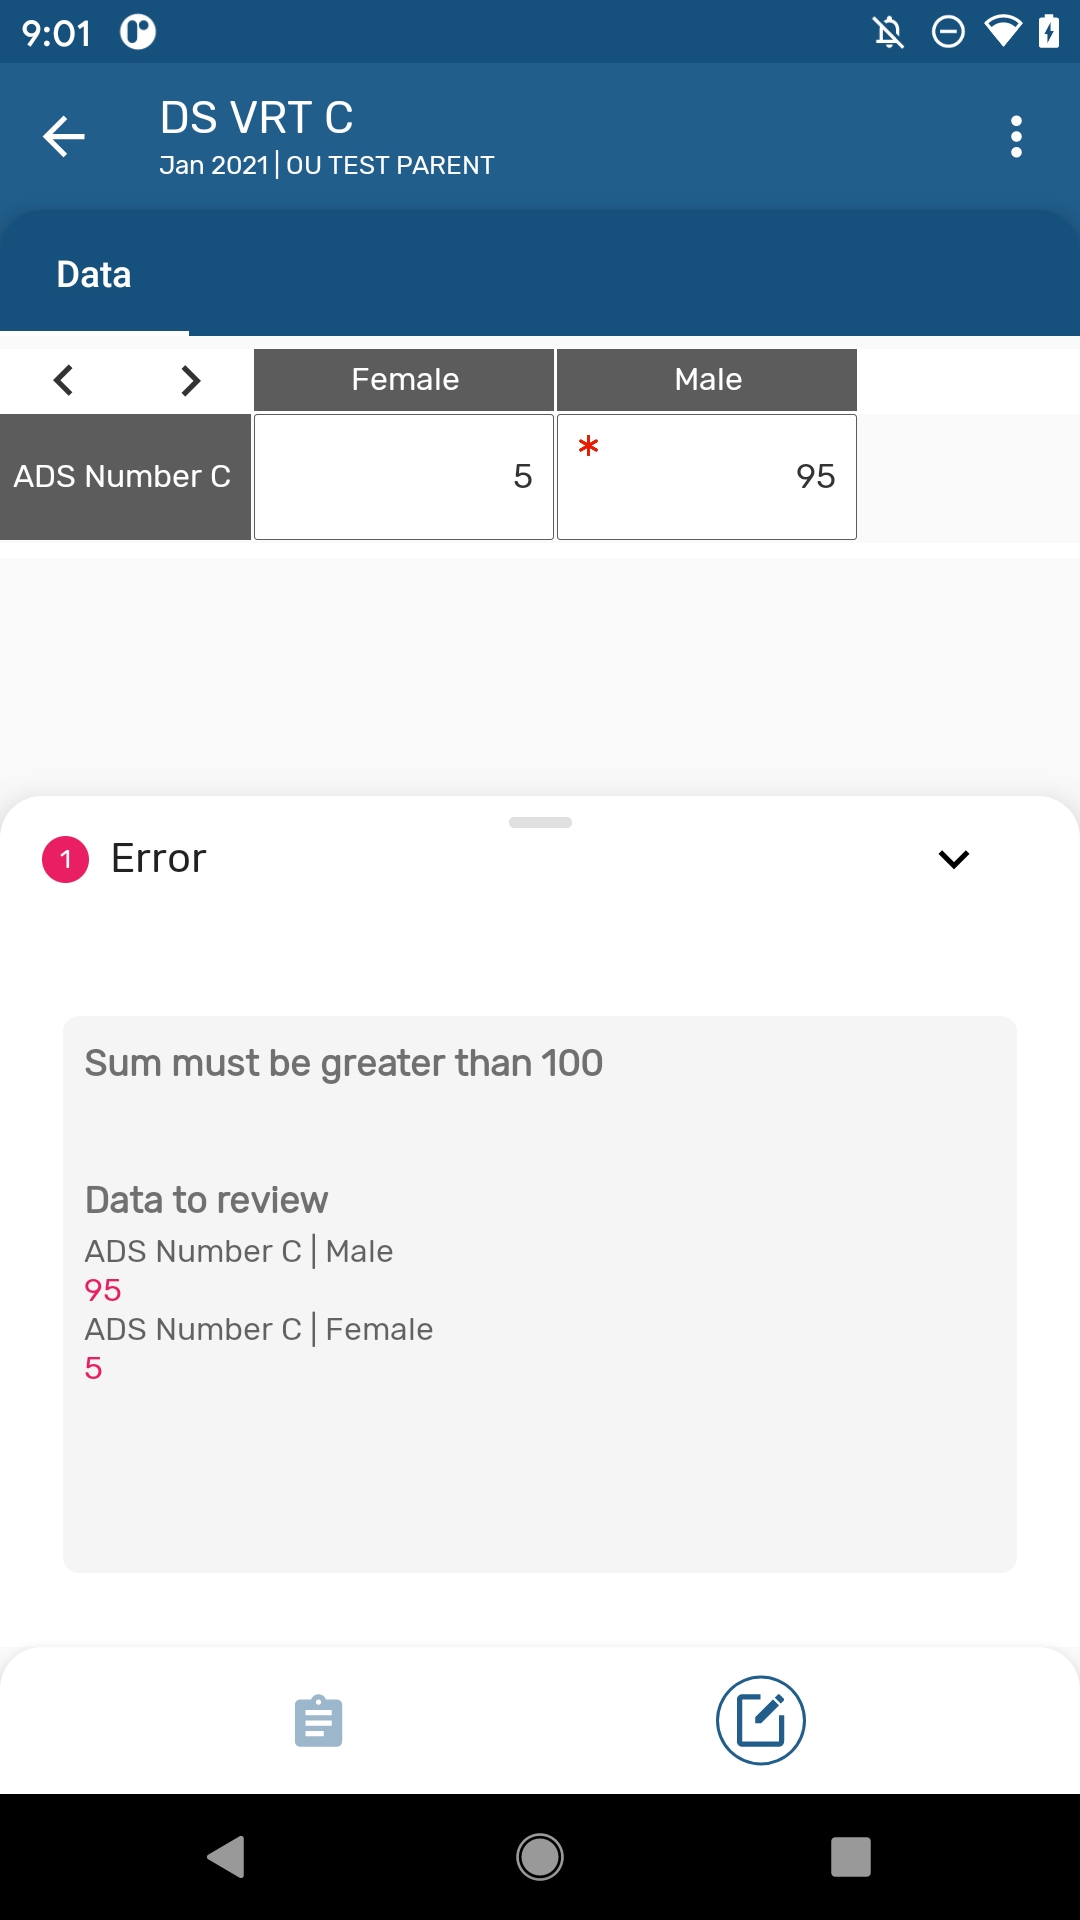 9:01
DS VRT C
Jan 2021 | OU TEST PARENT
Data
Female Male
ADS Number C 5 * 95
1 Error
Sum must be greater than 100
Data to review
ADS Number C | Male
95
ADS Number C | Female
5